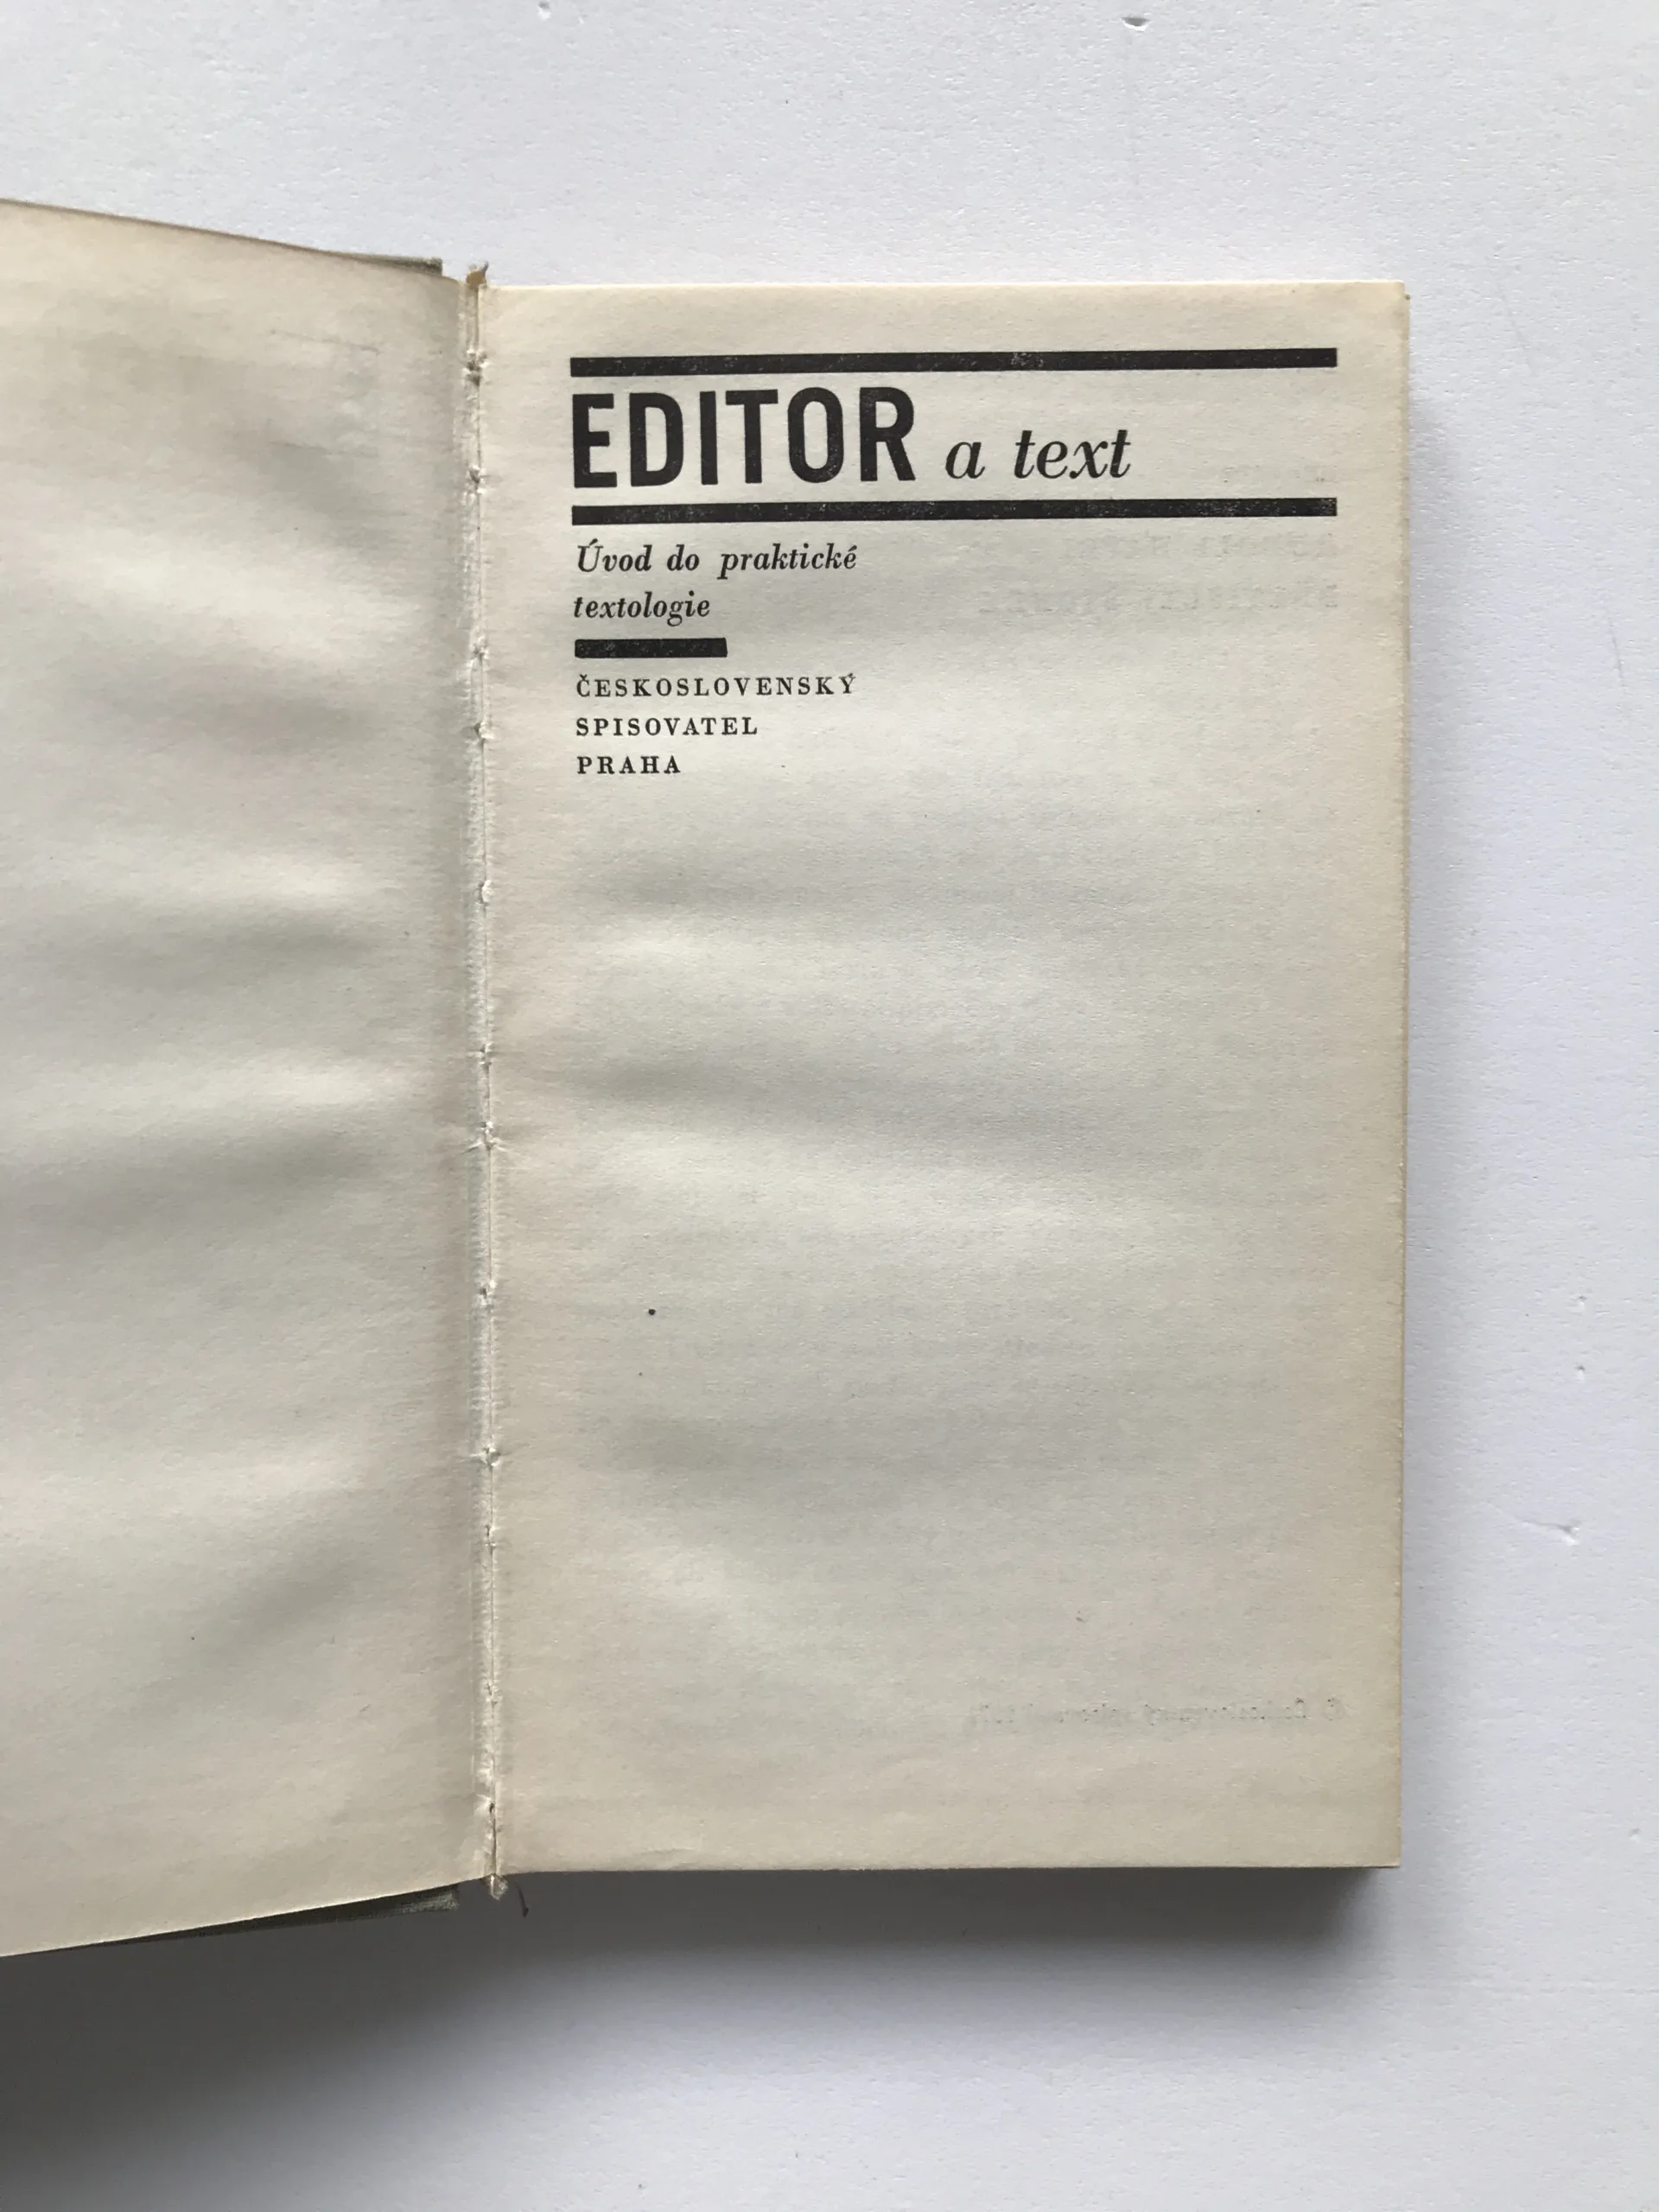 EDITOR a text
Úvod do praktické
textologie
ČESKOSLOVENSKÝ
SPISOVATEL
PRAHA